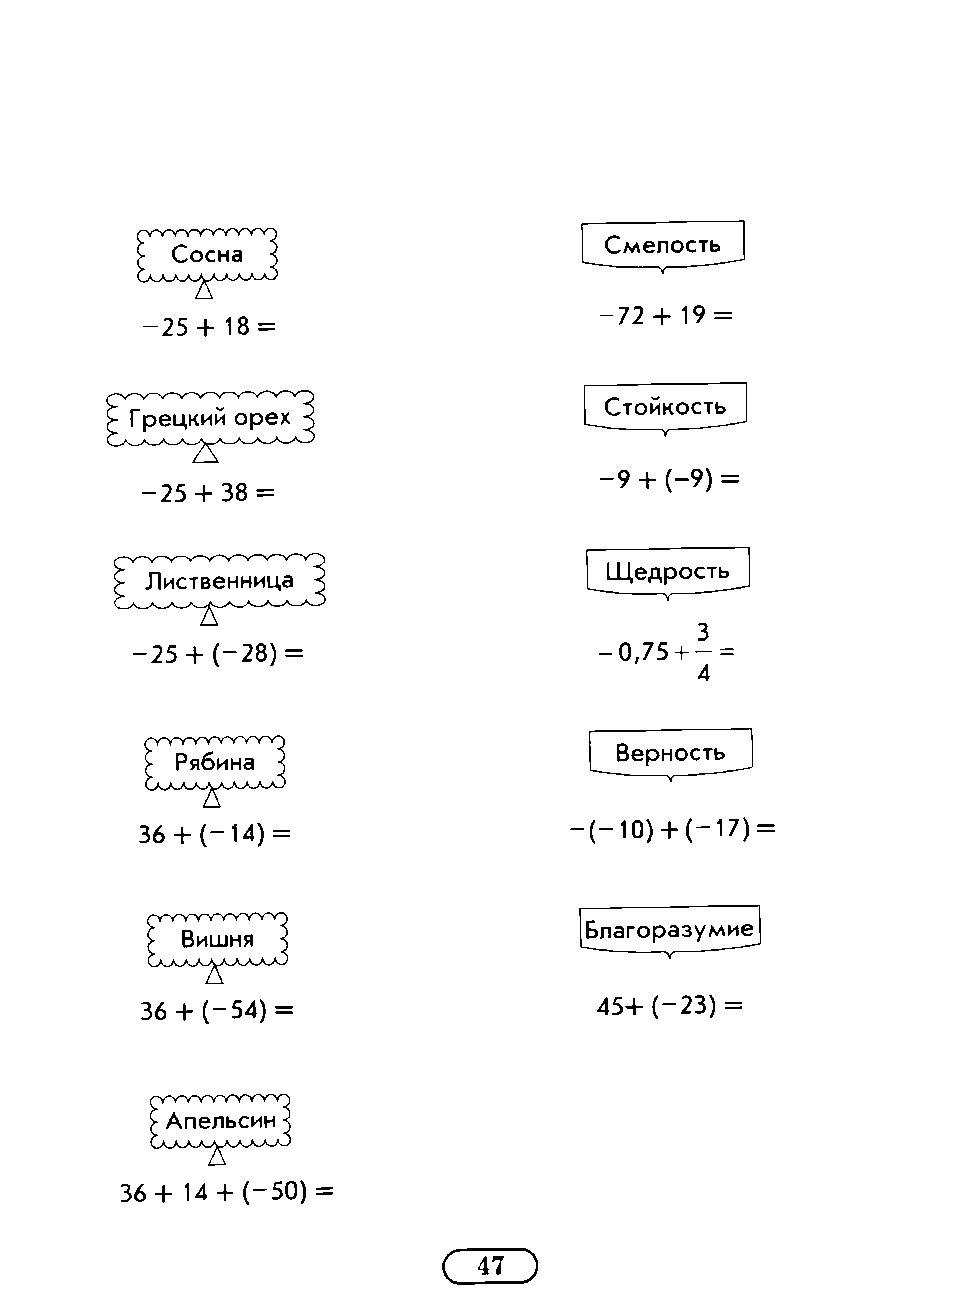 Сосна
−25 + 18 =
Грецкий орех
−25 + 38 =
Лиственница
−25 + (−28) =
Рябина
36 + (−14) =
Вишня
36 + (−54) =
Апельсин
36 + 14 + (−50) =
Смелость
−72 + 19 =
Стойкость
−9 + (−9) =
Щедрость
−0,75 + 3/4 =
Верность
−(−10) + (−17) =
Благоразумие
45+ (−23) =
47